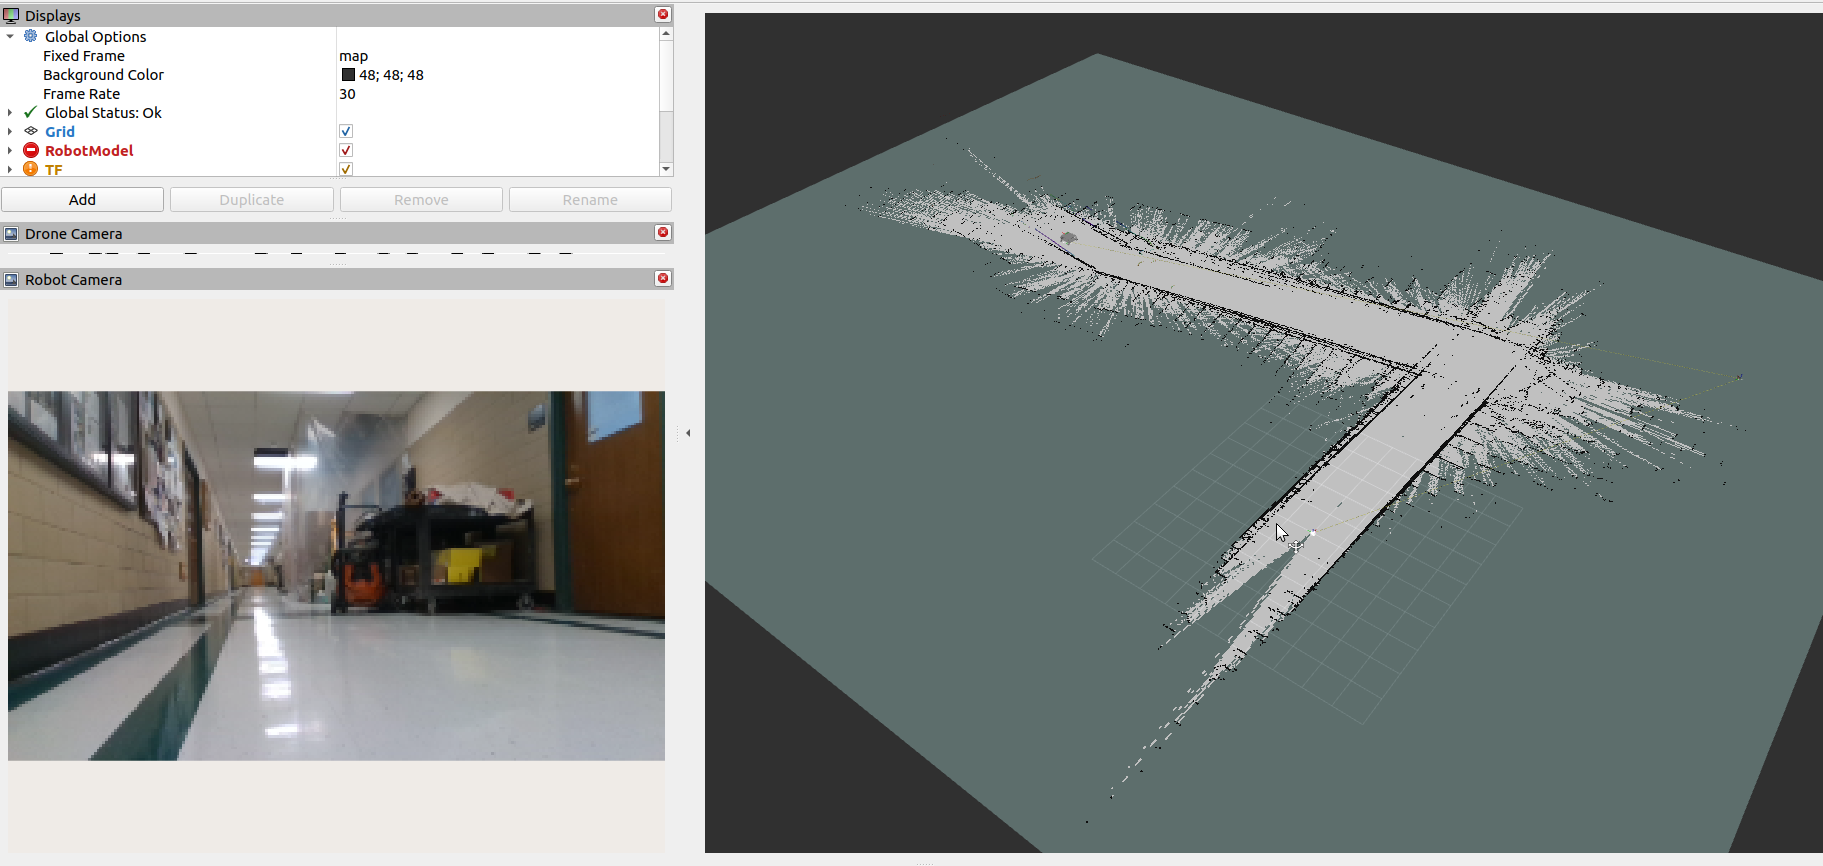 Displays
Global Options
Fixed Frame map
Background Color 48; 48; 48
Frame Rate 30
Global Status: Ok
Grid
RobotModel
TF
Add Duplicate Remove Rename
Drone Camera
Robot Camera